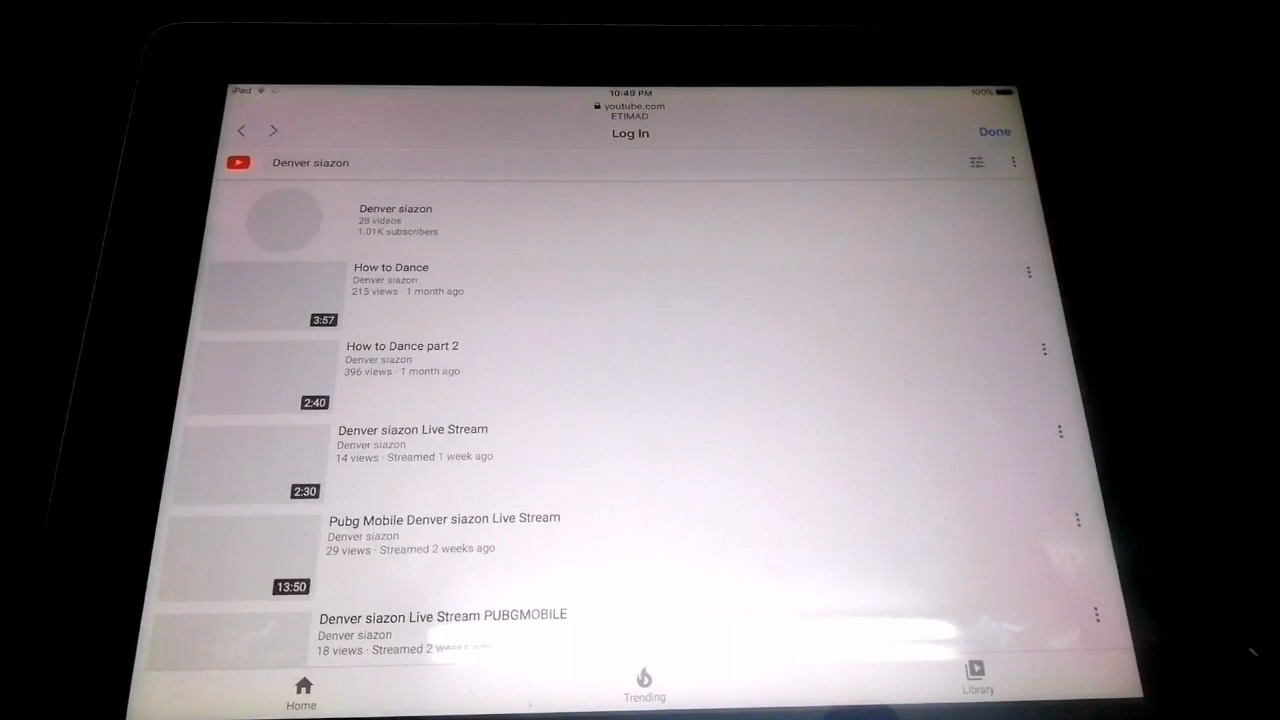 iPad
10:49 PM
100%
youtube.com
ETIMAD
Log In
Done
Denver siazon
Denver siazon
28 videos
1.01K subscribers
How to Dance
Denver siazon
215 views · 1 month ago
3:57
How to Dance part 2
Denver siazon
396 views · 1 month ago
2:40
Denver siazon Live Stream
Denver siazon
14 views · Streamed 1 week ago
2:30
Pubg Mobile Denver siazon Live Stream
Denver siazon
29 views · Streamed 2 weeks ago
13:50
Denver siazon Live Stream PUBGMOBILE
Denver siazon
18 views · Streamed 2 weeks ago
Home
Trending
Library